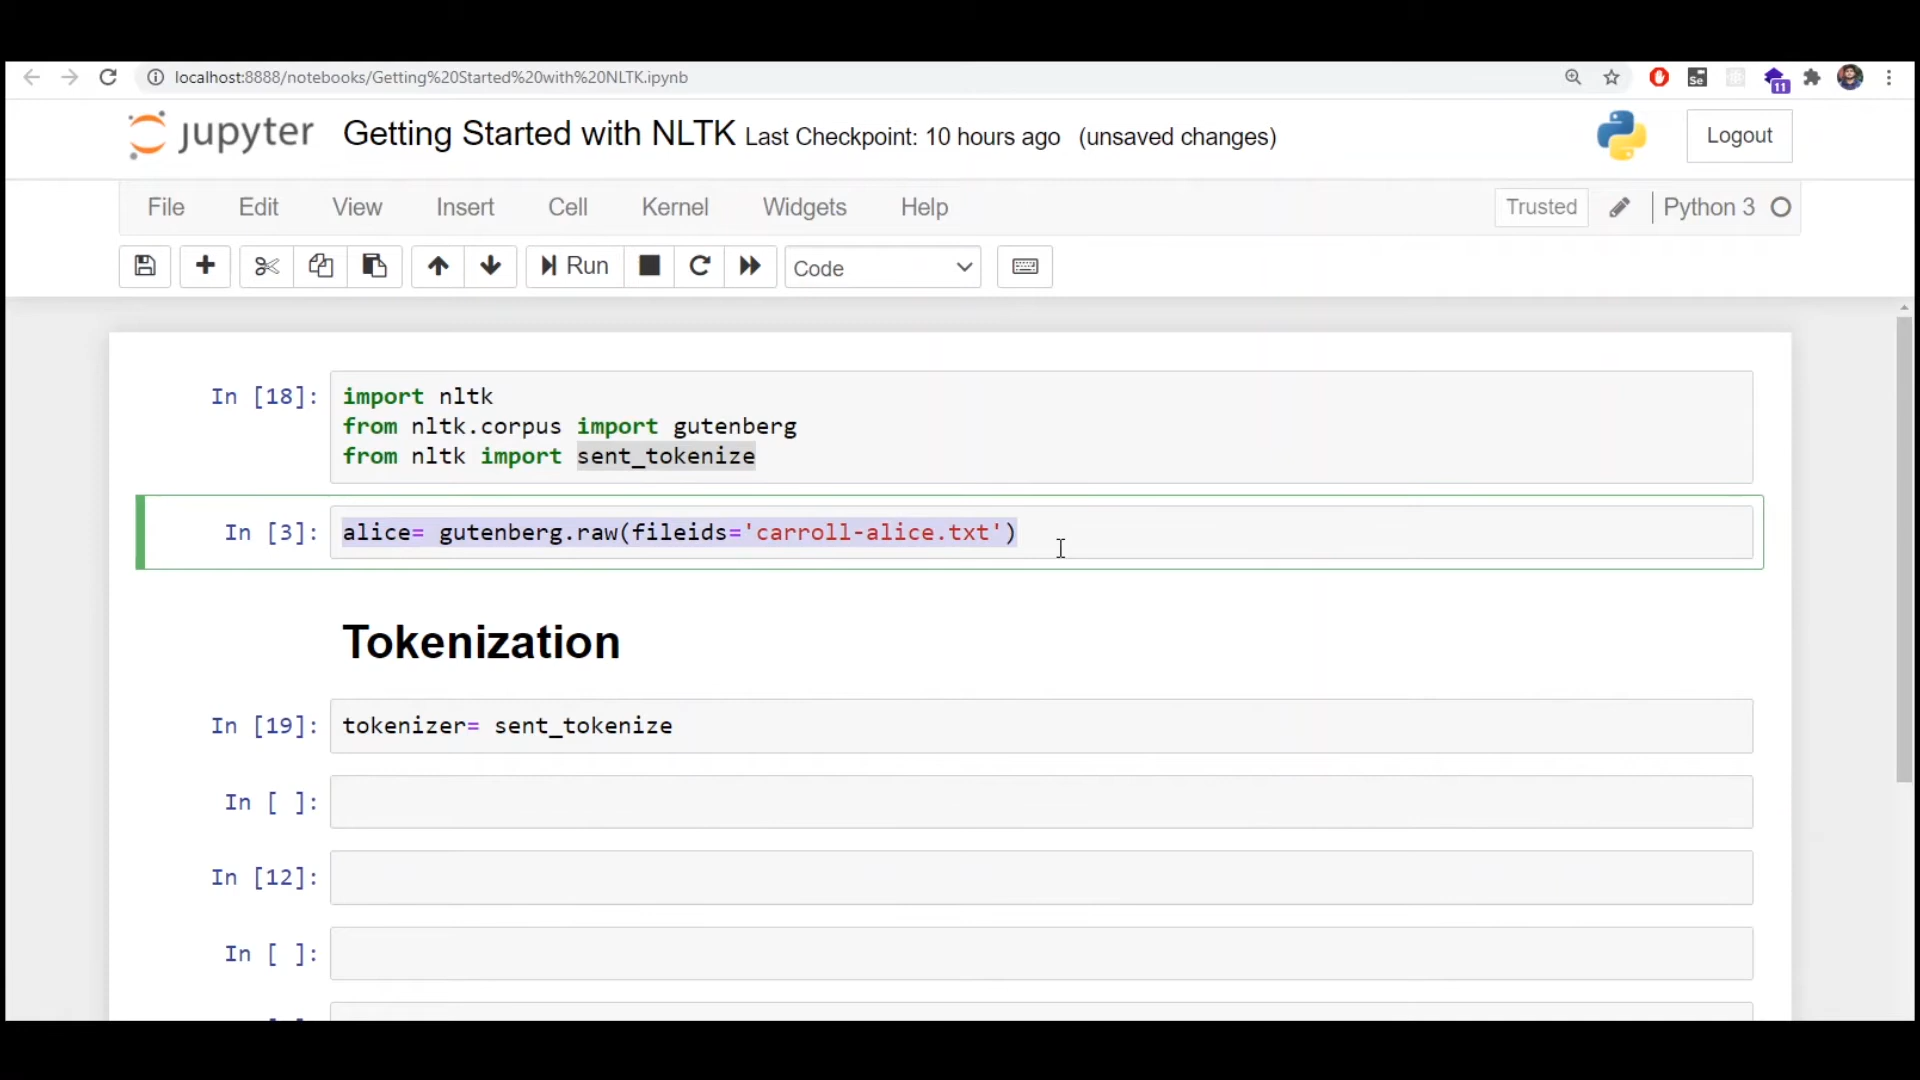 localhost:8888/notebooks/Getting%20Started%20with%20NLTK.ipynb
Se
11
jupyter Getting Started with NLTK Last Checkpoint: 10 hours ago (unsaved changes)
Logout
File Edit View Insert Cell Kernel Widgets Help
Trusted Python 3
Run Code
In [18]: import nltk
from nltk.corpus import gutenberg
from nltk import sent_tokenize
In [3]: alice= gutenberg.raw(fileids='carroll-alice.txt')
Tokenization
In [19]: tokenizer= sent_tokenize
In [ ]:
In [12]:
In [ ]: